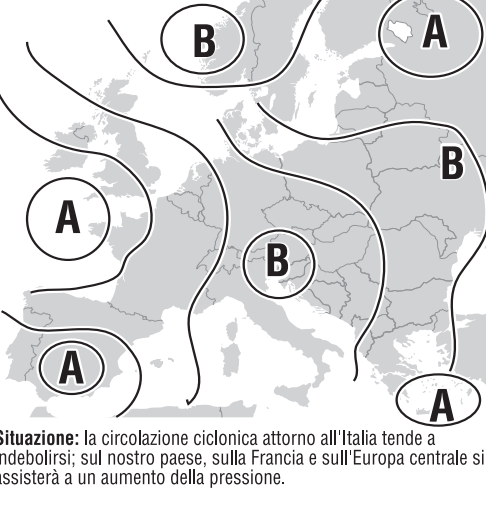 B
A
B
A
B
A
A
Situazione: la circolazione ciclonica attorno all'Italia tende a
indebolirsi; sul nostro paese, sulla Francia e sull'Europa centrale si
assisterà a un aumento della pressione.